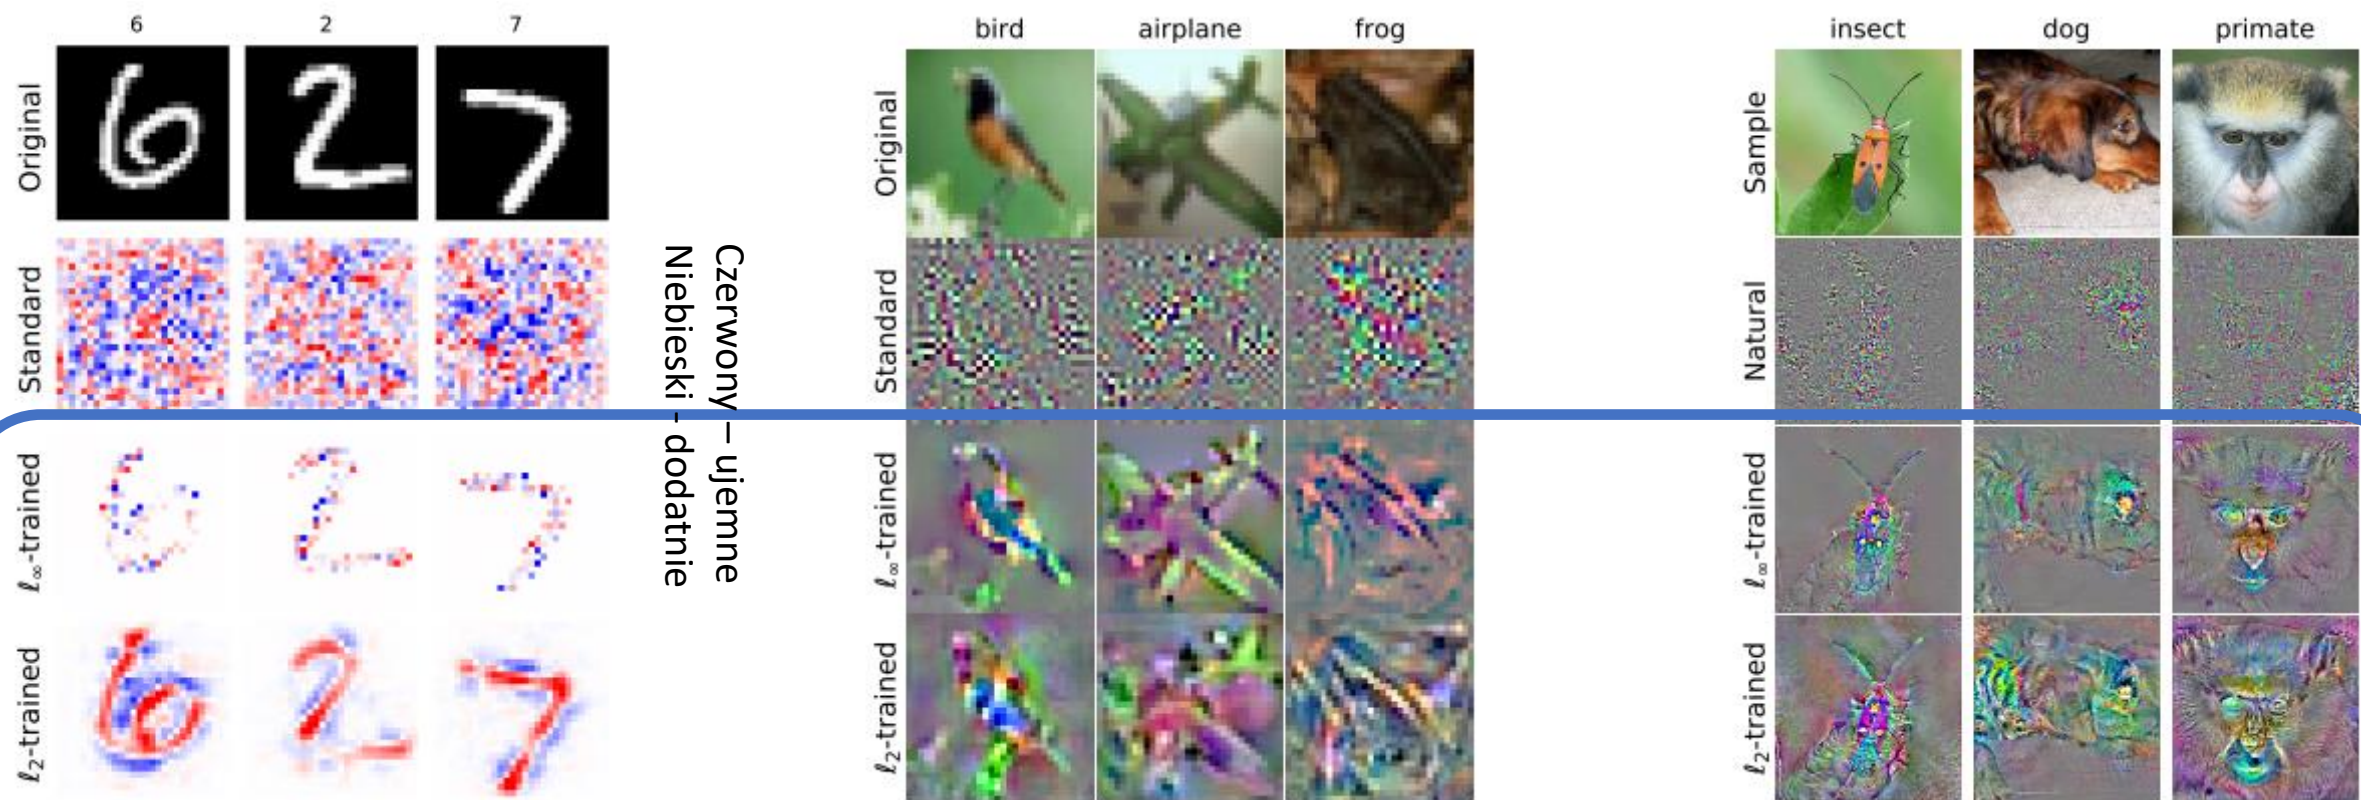 6
2
7
Original
Standard
ℓ∞-trained
ℓ2-trained
Czerwony – ujemne
Niebieski - dodatnie
bird
airplane
frog
Original
Standard
ℓ∞-trained
ℓ2-trained
insect
dog
primate
Sample
Natural
ℓ∞-trained
ℓ2-trained